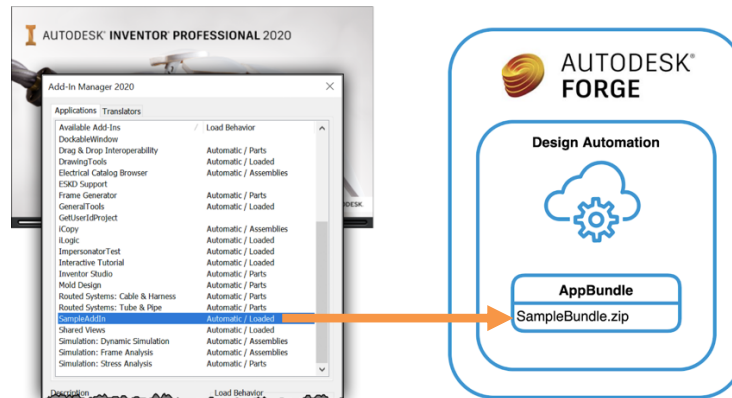 AUTODESK® INVENTOR® PROFESSIONAL 2020
Add-In Manager 2020
Applications Translators
Available Add-Ins / Load Behavior
DockableWindow
Drag & Drop Interoperability Automatic / Parts
DrawingTools Automatic / Loaded
Electrical Catalog Browser Automatic / Assemblies
ESKD Support
Frame Generator Automatic / Parts
GeneralTools Automatic / Loaded
GetUserIdProject
iCopy Automatic / Assemblies
iLogic Automatic / Loaded
ImpersonatorTest Automatic / Loaded
Interactive Tutorial Automatic / Loaded
Inventor Studio Automatic / Parts
Mold Design Automatic / Parts
Routed Systems: Cable & Harness Automatic / Parts
Routed Systems: Tube & Pipe Automatic / Parts
SampleAddIn Automatic / Loaded
Shared Views Automatic / Loaded
Simulation: Dynamic Simulation Automatic / Assemblies
Simulation: Frame Analysis Automatic / Assemblies
Simulation: Stress Analysis Automatic / Parts
Description Load Behavior
DESK
AUTODESK®
FORGE
Design Automation
AppBundle
SampleBundle.zip